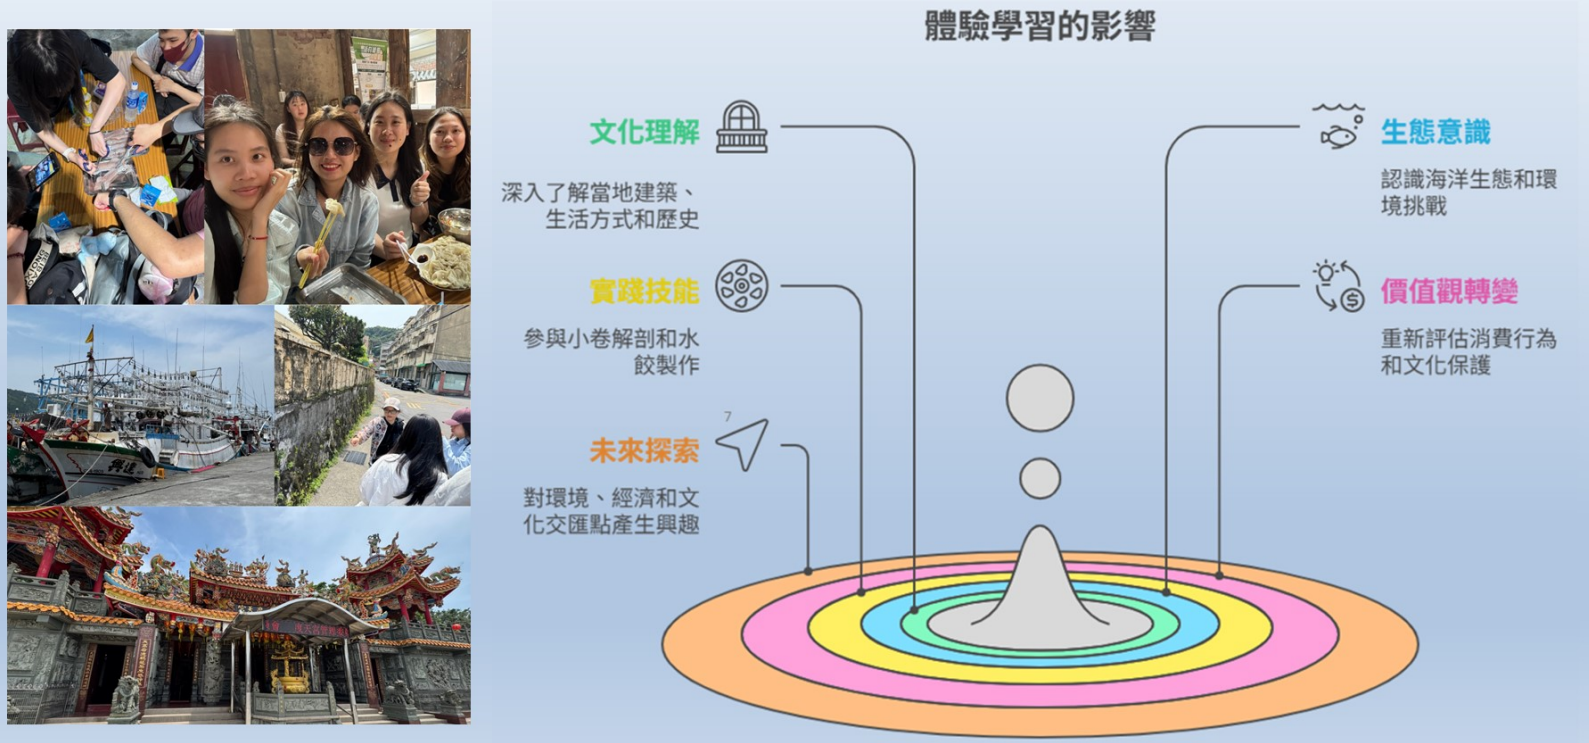 體驗學習的影響
文化理解
深入了解當地建築、
生活方式和歷史
實踐技能
參與小卷解剖和水
餃製作
7
未來探索
對環境、經濟和文
化交匯點產生興趣
生態意識
認識海洋生態和環
境挑戰
價值觀轉變
重新評估消費行為
和文化保護